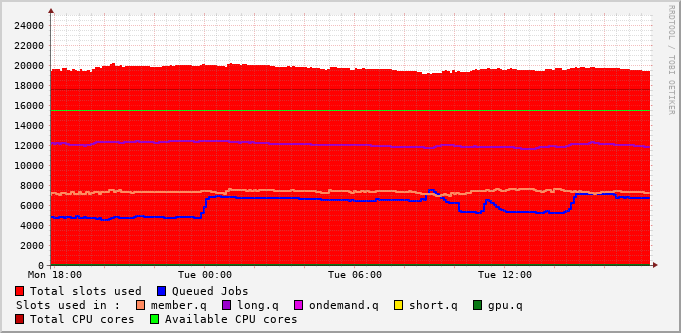 24000
22000
20000
18000
16000
14000
12000
10000
8000
6000
4000
2000
0
Mon 18:00 Tue 00:00 Tue 06:00 Tue 12:00
Total slots used Queued Jobs
Slots used in : member.q long.q ondemand.q short.q gpu.q
Total CPU cores Available CPU cores
RRDTOOL / TOBI OETIKER